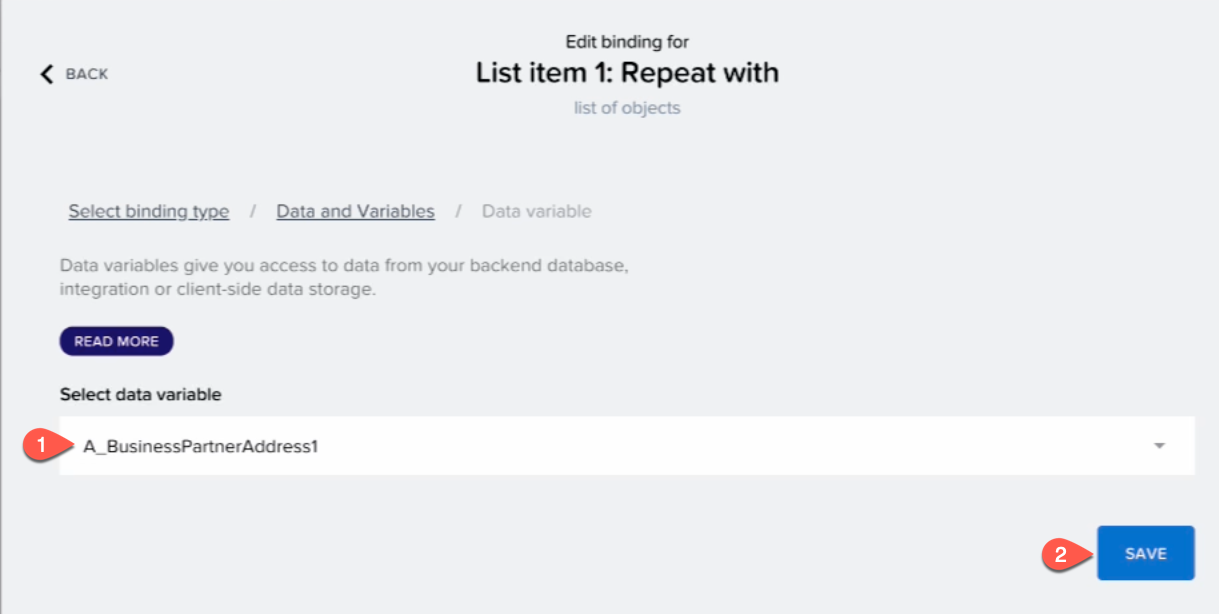 Edit binding for
BACK
List item 1: Repeat with
list of objects
Select binding type / Data and Variables / Data variable
Data variables give you access to data from your backend database,
integration or client-side data storage.
READ MORE
Select data variable
1 A_BusinessPartnerAddress1
2 SAVE